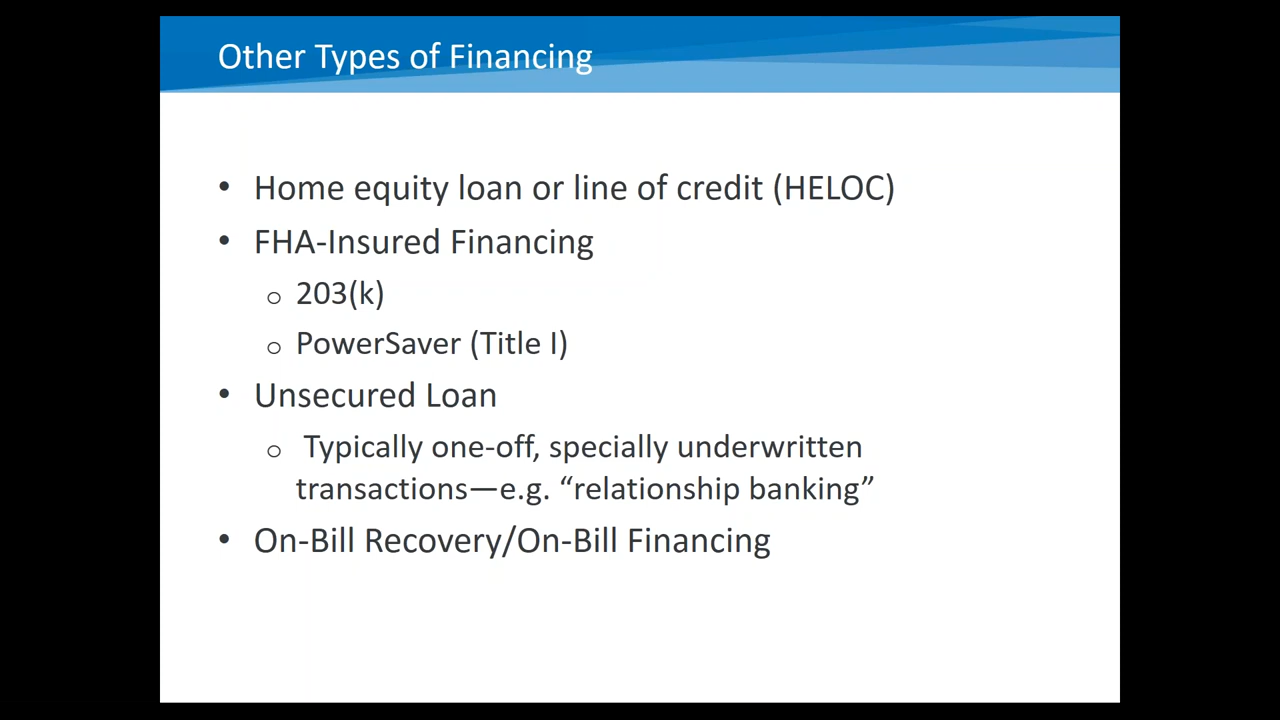 Other Types of Financing
• Home equity loan or line of credit (HELOC)
• FHA-Insured Financing
o 203(k)
o PowerSaver (Title I)
• Unsecured Loan
o Typically one-off, specially underwritten
transactions—e.g. “relationship banking”
• On-Bill Recovery/On-Bill Financing